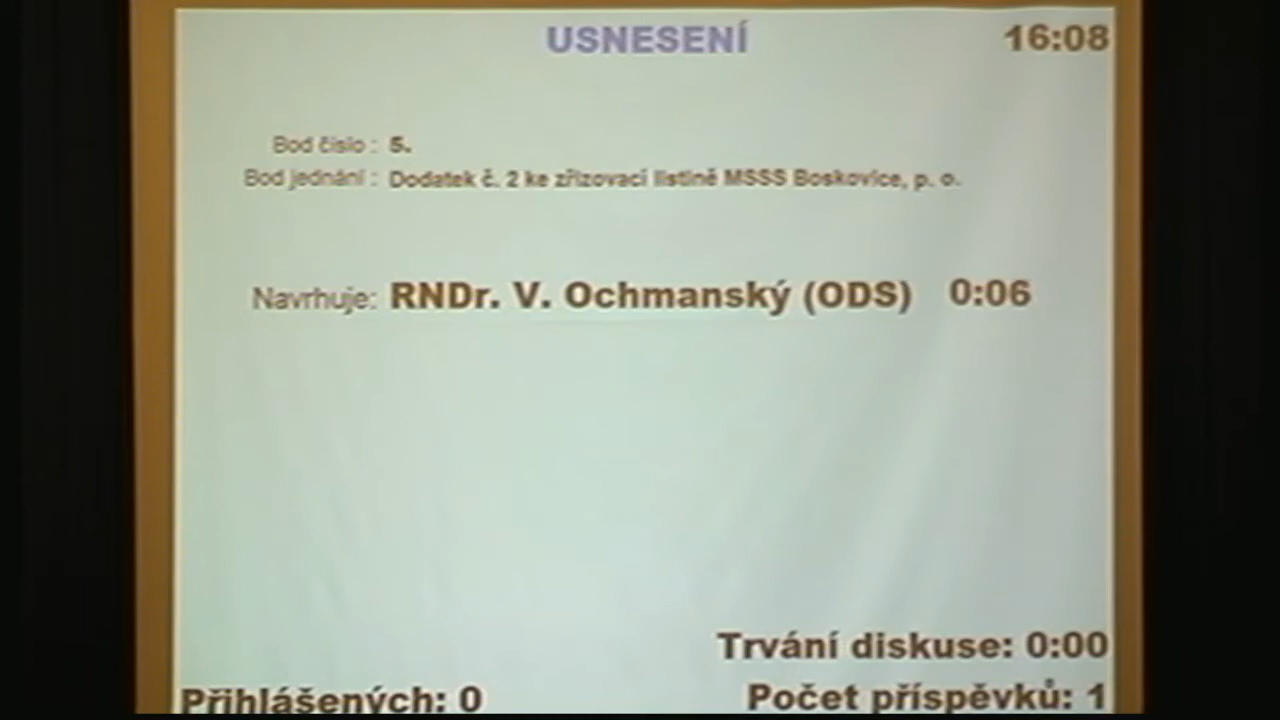 USNESENÍ 16:08
Bod číslo : 5.
Bod jednání : Dodatek č. 2 ke zřizovací listině MSSS Boskovice, p. o.
Navrhuje: RNDr. V. Ochmanský (ODS) 0:06
Trvání diskuse: 0:00
Přihlášených: 0 Počet příspěvků: 1